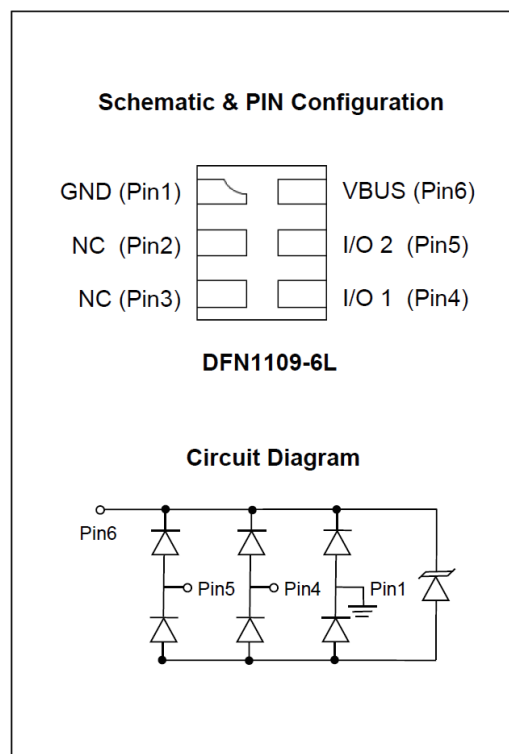 Schematic & PIN Configuration
GND (Pin1)
VBUS (Pin6)
NC (Pin2)
I/O 2 (Pin5)
NC (Pin3)
I/O 1 (Pin4)
DFN1109-6L
Circuit Diagram
Pin6
Pin5
Pin4
Pin1